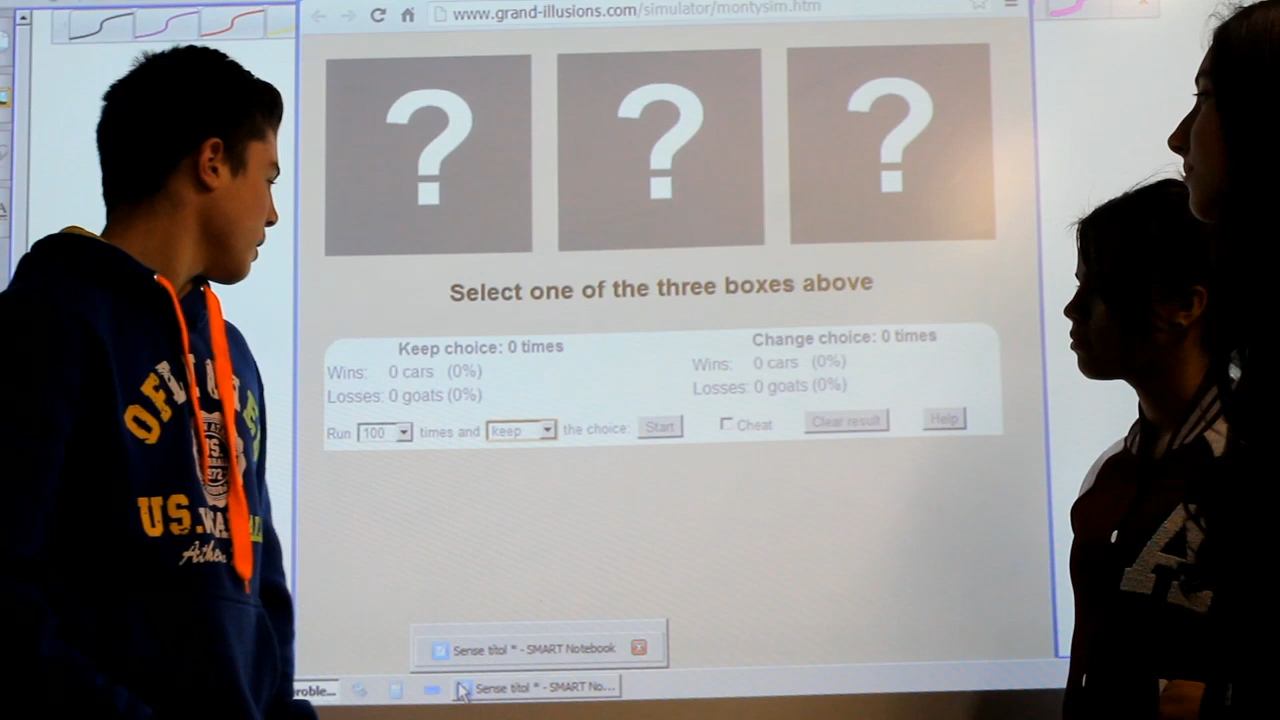 www.grand-illusions.com/simulator/montysim.htm
? ? ?
Select one of the three boxes above
Keep choice: 0 times
Wins: 0 cars (0%)
Losses: 0 goats (0%)
Change choice: 0 times
Wins: 0 cars (0%)
Losses: 0 goats (0%)
Run 100 times and keep the choice: Start Cheat Clear result Help
Sense títol * - SMART Notebook
roble... Sense títol * - SMART No...
US.
A